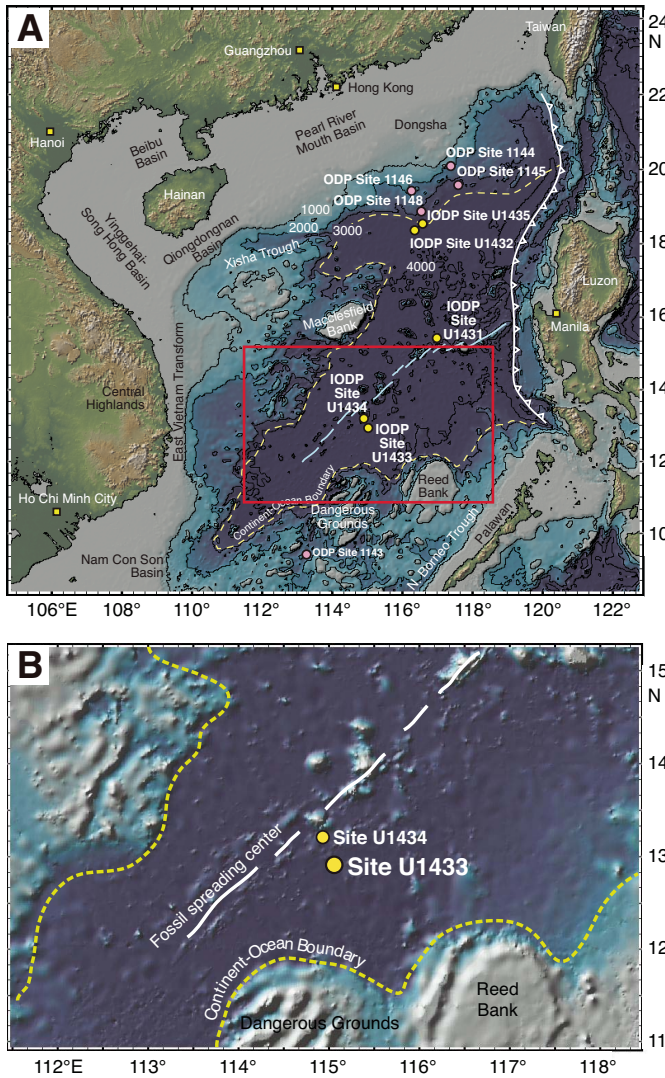 A
24
N
22
20
18
16
14
12
10
Taiwan
Guangzhou
Hong Kong
Pearl River
Mouth Basin
Dongsha
Hanoi
Beibu
Basin
ODP Site 1144
ODP Site 1145
ODP Site 1146
Hainan
ODP Site 1148
IODP Site U1435
Yinggehai-
Song Hong Basin
Qiongdongnan
Basin
1000
2000
3000
IODP Site U1432
Xisha Trough
4000
Luzon
Macclesfield
Bank
IODP
Site
U1431
Manila
East Vietnam Transform
IODP
Site
U1434
Central
Highlands
IODP
Site
U1433
Continent-Ocean Boundary
Reed
Bank
Ho Chi Minh City
Dangerous
Grounds
Palawan
N. Borneo Trough
ODP Site 1143
Nam Con Son
Basin
106°E
108°
110°
112°
114°
116°
118°
120°
122°
B
15
N
14
13
12
11
Site U1434
Site U1433
Fossil spreading center
Continent-Ocean Boundary
Reed
Bank
Dangerous Grounds
112°E
113°
114°
115°
116°
117°
118°